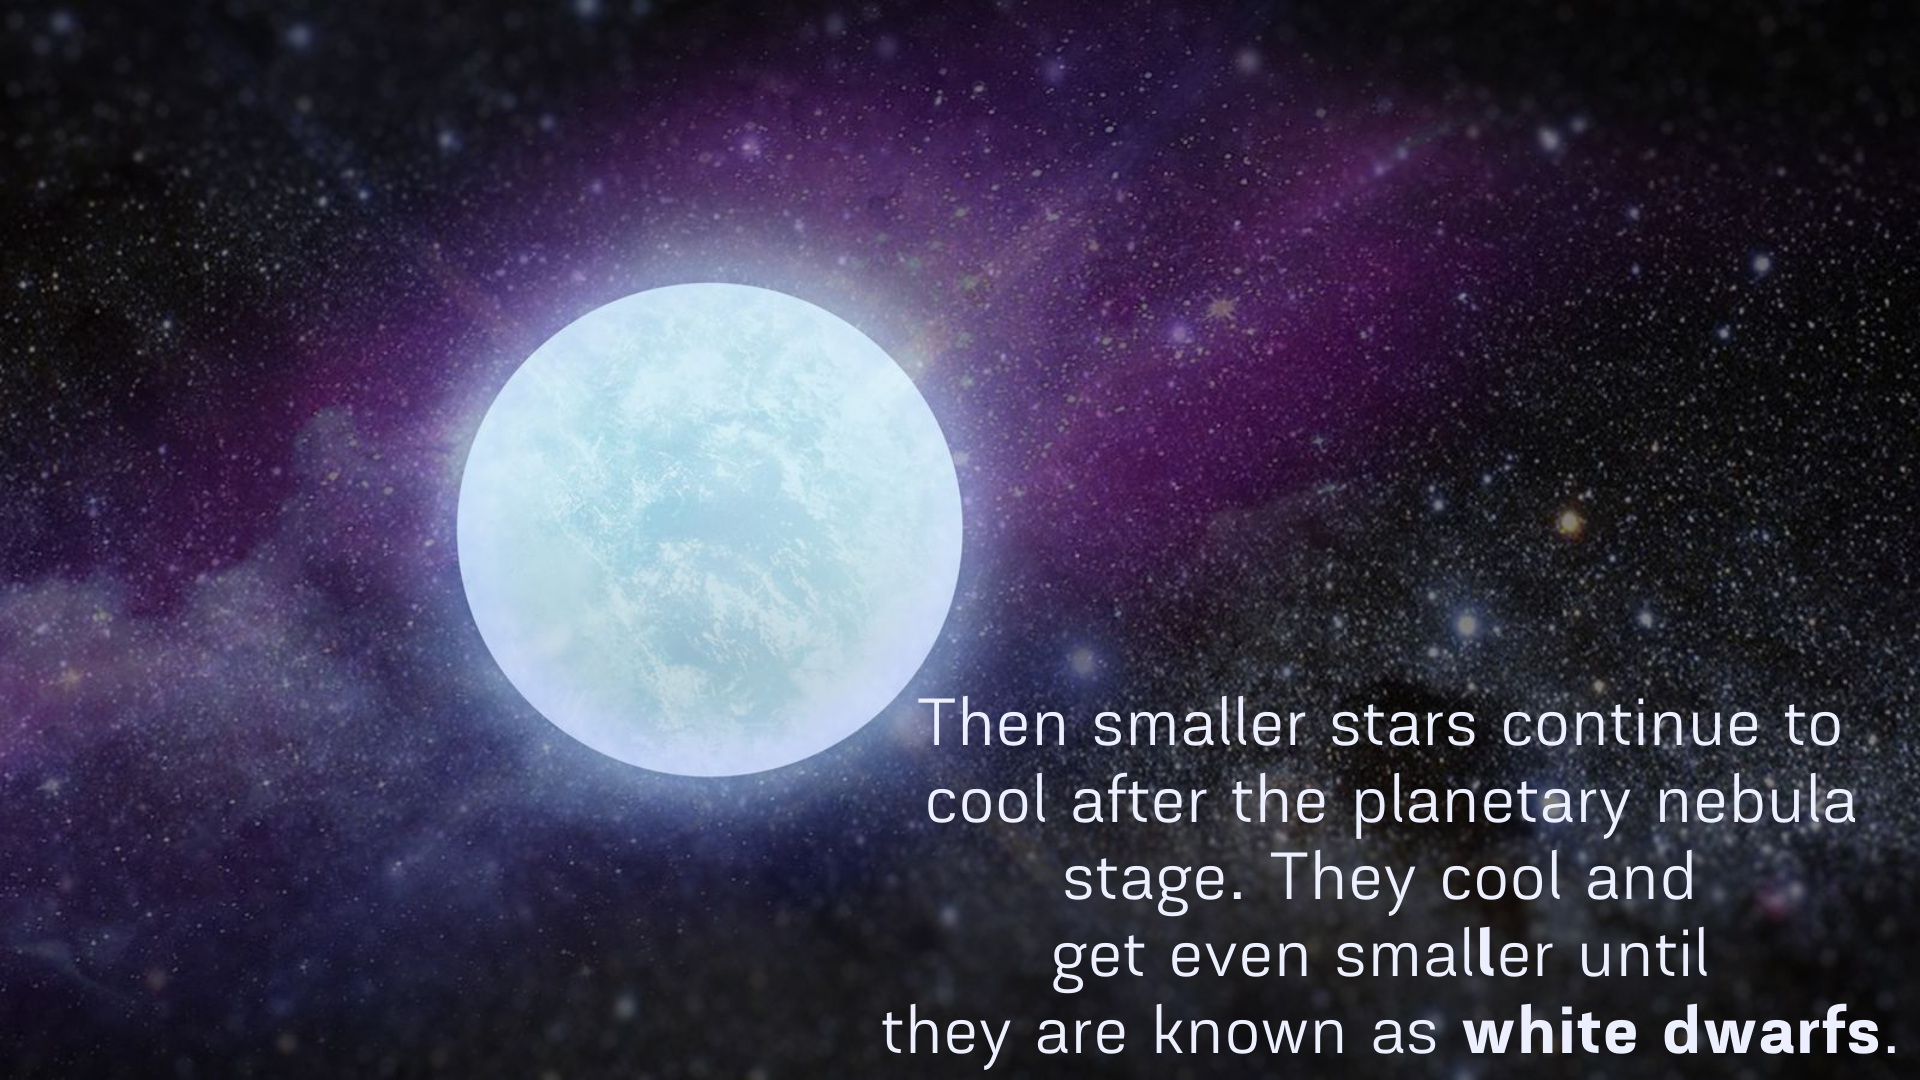 Then smaller stars continue to
cool after the planetary nebula
stage. They cool and
get even smaller until
they are known as white dwarfs.